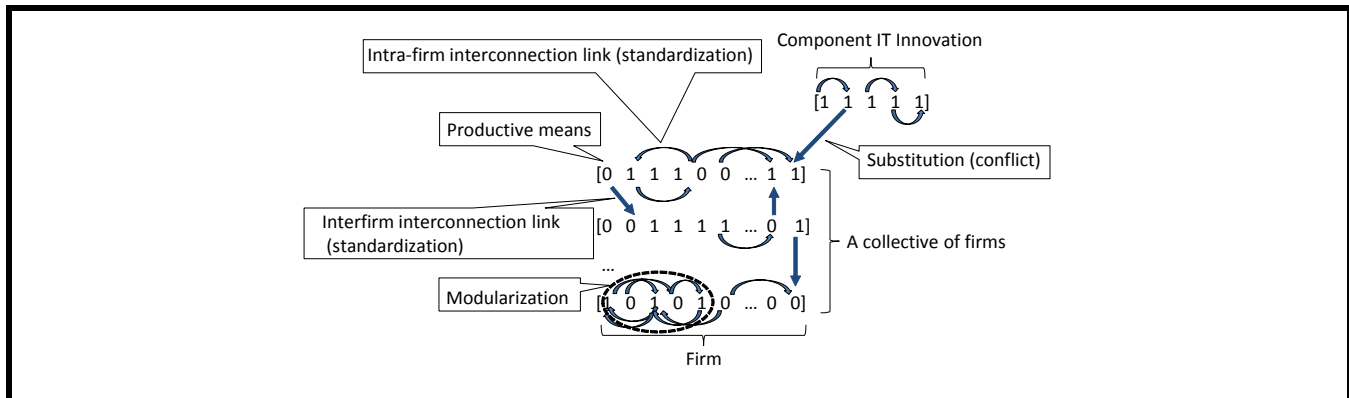 Component IT Innovation
Intra-firm interconnection link (standardization)
[1 1 1 1 1]
Productive means
Substitution (conflict)
[0 1 1 1 0 0 ... 1 1]
Interfirm interconnection link
(standardization)
[0 0 1 1 1 1 ... 0 1]
A collective of firms
...
Modularization
[1 0 1 0 1 0 ... 0 0]
Firm